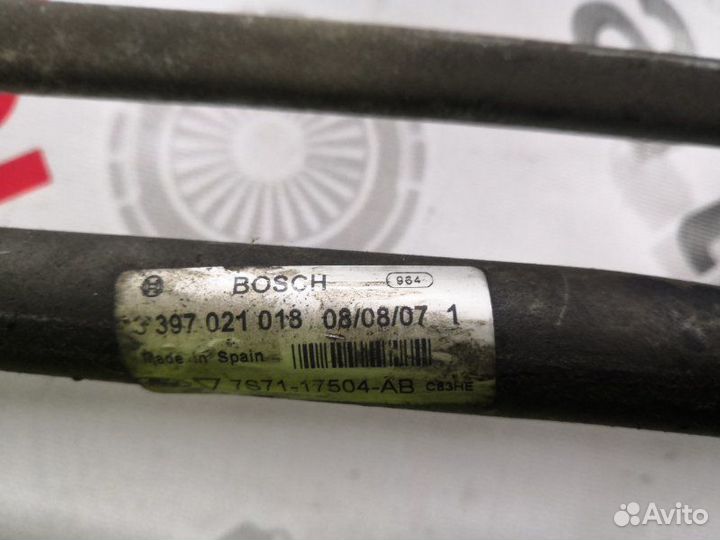 BOSCH 984
3 397 021 018 08/08/07 1
Made in Spain
7S71-17504-AB C83HE
Avito